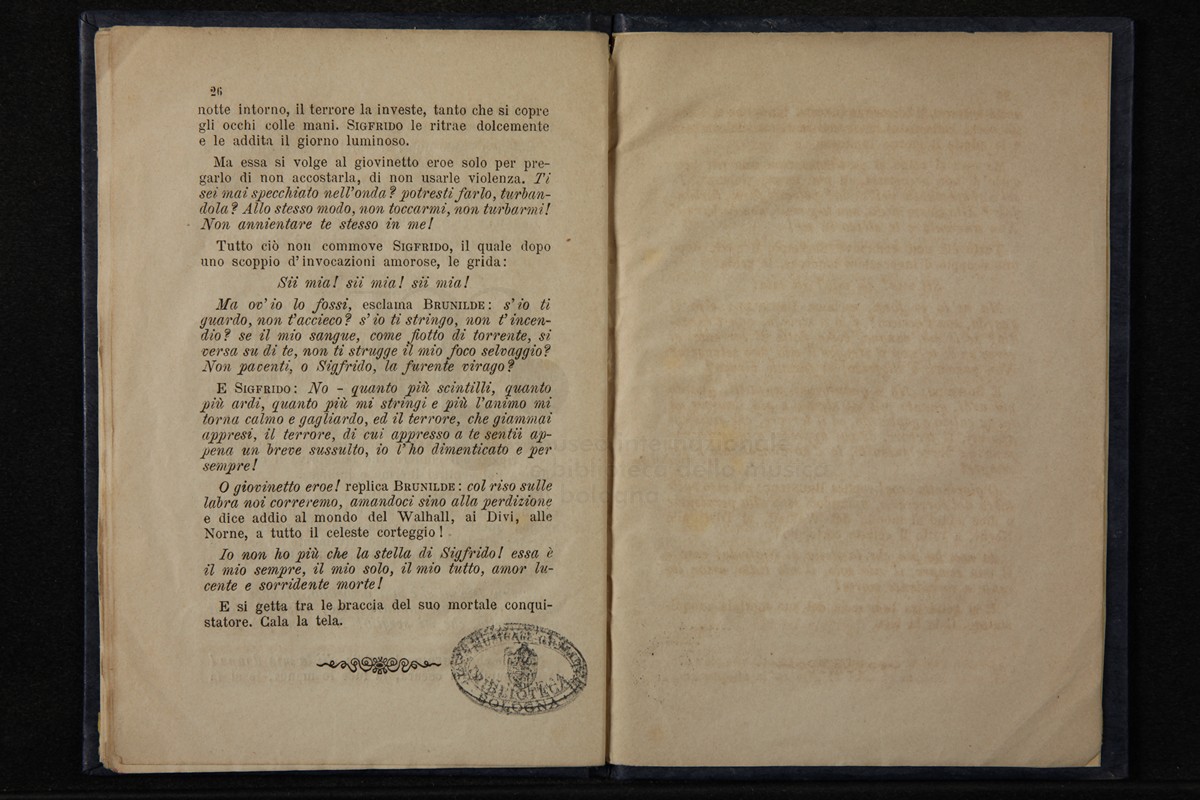 26
notte intorno, il terrore la investe, tanto che si copre
gli occhi colle mani. SIGFRIDO le ritrae dolcemente
e le addita il giorno luminoso.
Ma essa si volge al giovinetto eroe solo per pre-
garlo di non accostarla, di non usarle violenza. Ti
sei mai specchiato nell'onda? potresti farlo, turban-
dola? Allo stesso modo, non toccarmi, non turbarmi!
Non annientare te stesso in me!
Tutto ciò non commove SIGFRIDO, il quale dopo
uno scoppio d'invocazioni amorose, le grida:
Sii mia! sii mia! sii mia!
Ma ov'io lo fossi, esclama BRUNILDE: s'io ti
guardo, non t'accieco? s'io ti stringo, non t'incen-
dio? se il mio sangue, come fiotto di torrente, si
versa su di te, non ti strugge il mio foco selvaggio?
Non paventi, o Sigfrido, la furente virago?
E SIGFRIDO: No - quanto più scintilli, quanto
più ardi, quanto più mi stringi e più l'animo mi
torna calmo e gagliardo, ed il terrore, che giammai
appresi, il terrore, di cui appresso a te sentii ap-
pena un breve sussulto, io l'ho dimenticato e per
sempre!
O giovinetto eroe! replica BRUNILDE: col riso sulle
labra noi correremo, amandoci sino alla perdizione
e dice addio al mondo del Walhall, ai Divi, alle
Norne, a tutto il celeste corteggio!
Io non ho più che la stella di Sigfrido! essa è
il mio sempre, il mio solo, il mio tutto, amor lu-
cente e sorridente morte!
E si getta tra le braccia del suo mortale conqui-
statore. Cala la tela.
BIBLIOTECA
BOLOGNA
museo internazionale
e biblioteca della musica
bologna